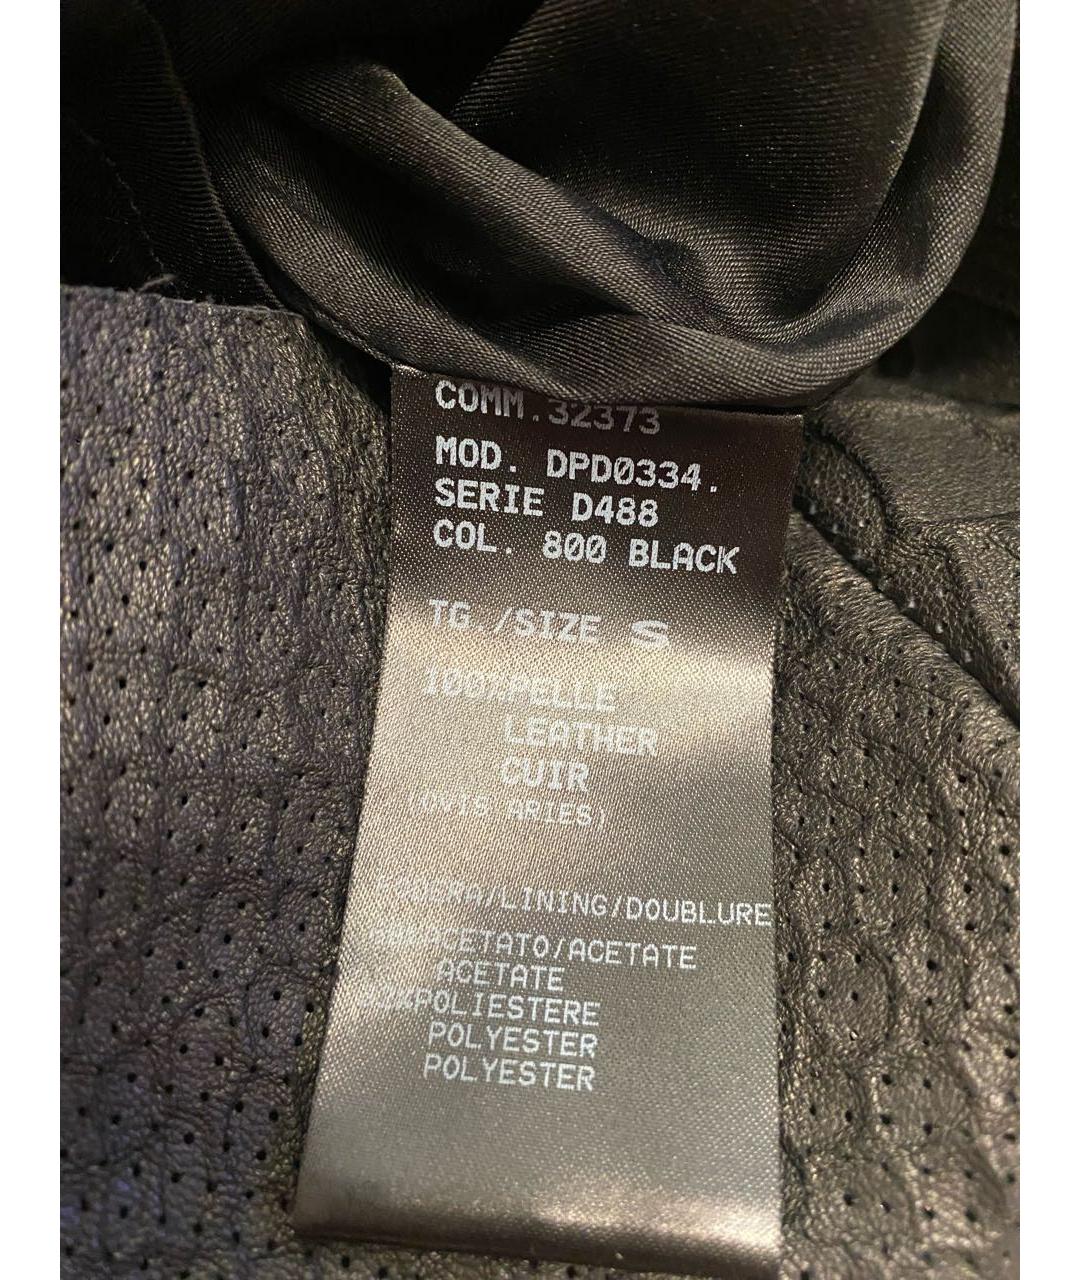 COMM.32373
MOD. DPD0334.
SERIE D488
COL. 800 BLACK
TG./SIZE S
100%PELLE
LEATHER
CUIR
(OVIS ARIES)
FODERA/LINING/DOUBLURE
ACETATO/ACETATE
ACETATE
POLIESTERE
POLYESTER
POLYESTER